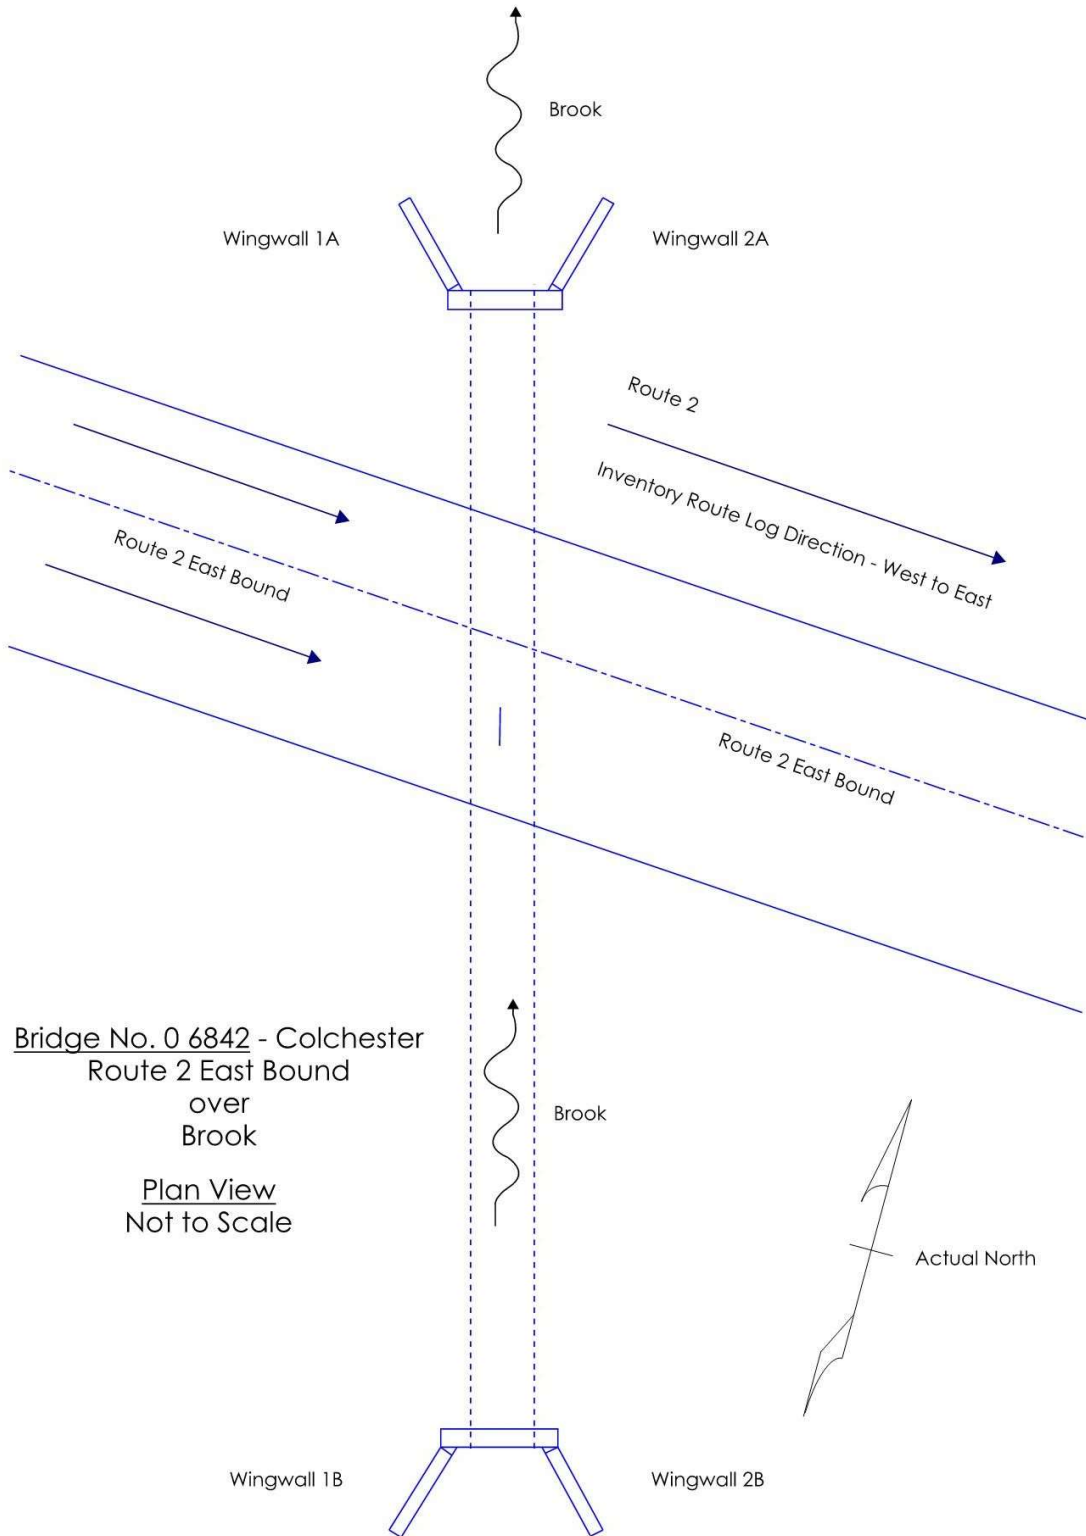 Brook
Wingwall 1A
Wingwall 2A
Route 2
Inventory Route Log Direction - West to East
Route 2 East Bound
Route 2 East Bound
Bridge No. 0 6842 - Colchester
Route 2 East Bound
over
Brook
Plan View
Not to Scale
Brook
Actual North
Wingwall 1B
Wingwall 2B